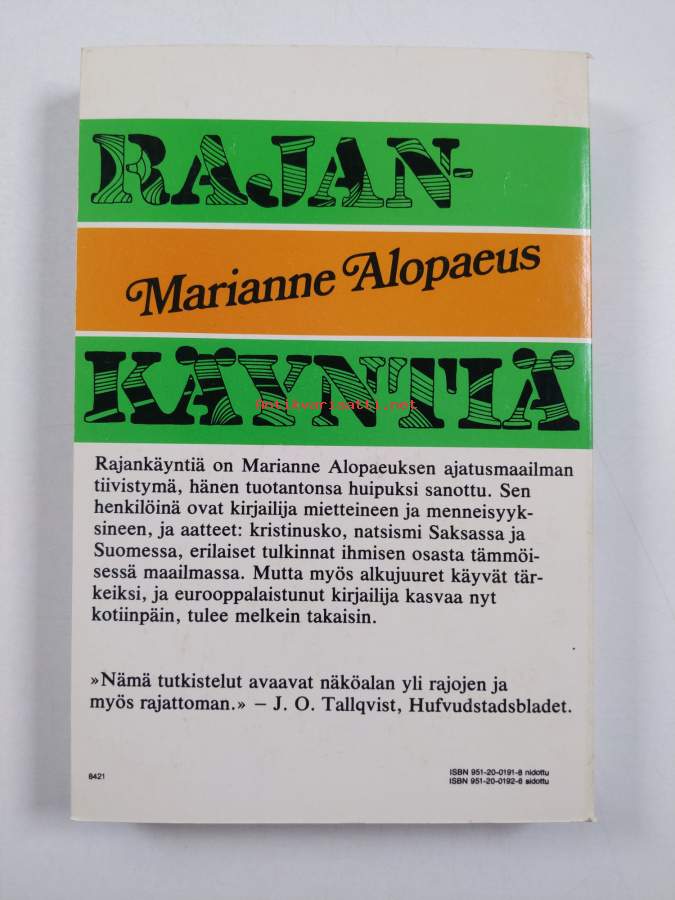 RAJAN-
Marianne Alopaeus
KÄYNTIÄ
Antikvariaatti.net
Rajankäyntiä on Marianne Alopaeuksen ajatusmaailman
tiivistymä, hänen tuotantonsa huipuksi sanottu. Sen
henkilöinä ovat kirjailija mietteineen ja menneisyyk-
sineen, ja aatteet: kristinusko, natsismi Saksassa ja
Suomessa, erilaiset tulkinnat ihmisen osasta tämmöi-
sessä maailmassa. Mutta myös alkujuuret käyvät tär-
keiksi, ja eurooppalaistunut kirjailija kasvaa nyt
kotiinpäin, tulee melkein takaisin.
»Nämä tutkistelut avaavat näköalan yli rajojen ja
myös rajattoman.» – J. O. Tallqvist, Hufvudstadsbladet.
8421
ISBN 951-20-0191-8 nidottu
ISBN 951-20-0192-6 sidottu